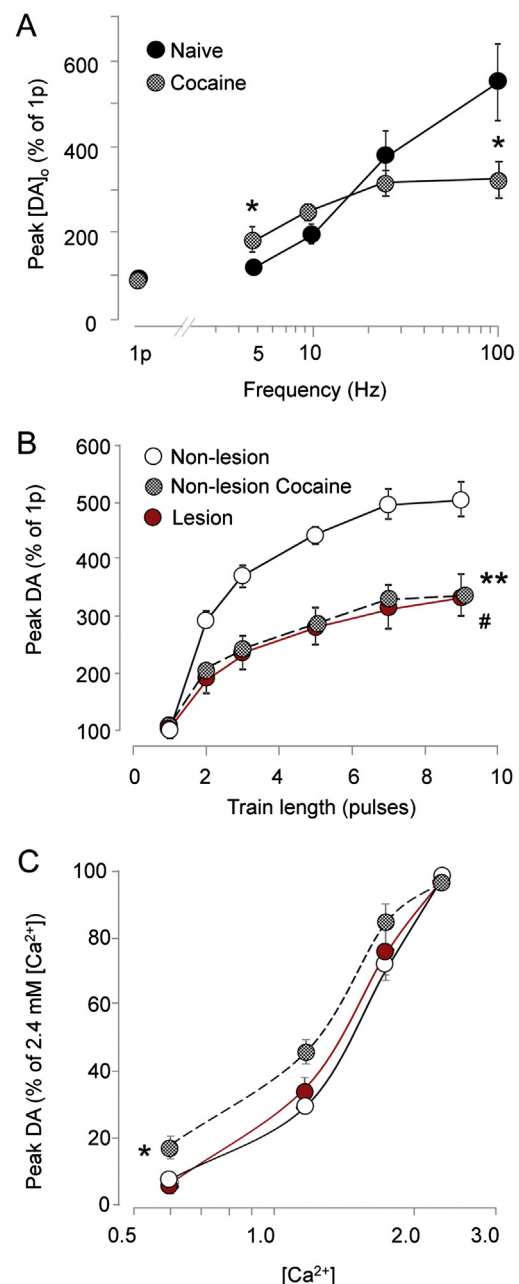 A
Naive
Cocaine
Peak [DA]ₒ (% of 1p)
600
400
200
0
*
*
1p
5
10
100
Frequency (Hz)
B
Non-lesion
Non-lesion Cocaine
Lesion
Peak DA (% of 1p)
600
500
400
300
200
100
**
#
0
2
4
6
8
10
Train length (pulses)
C
Peak DA (% of 2.4 mM [Ca²⁺])
100
80
60
40
20
0
*
0.5
1.0
2.0
3.0
[Ca²⁺]